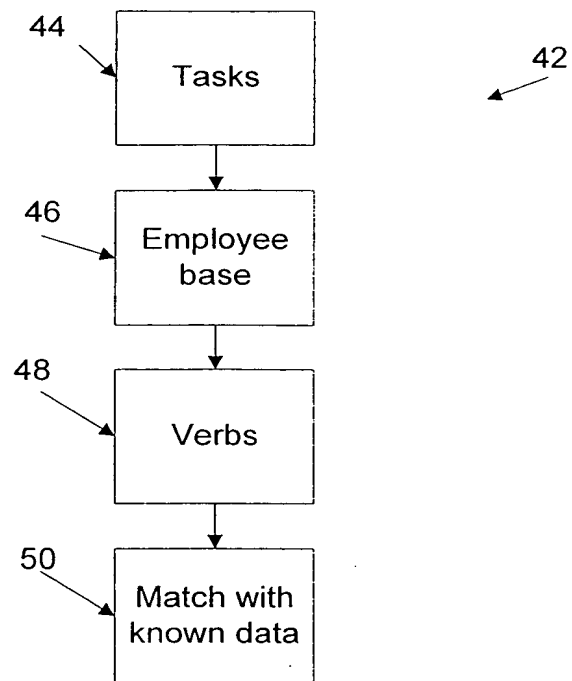 44
Tasks
42
46
Employee
base
48
Verbs
50
Match with
known data